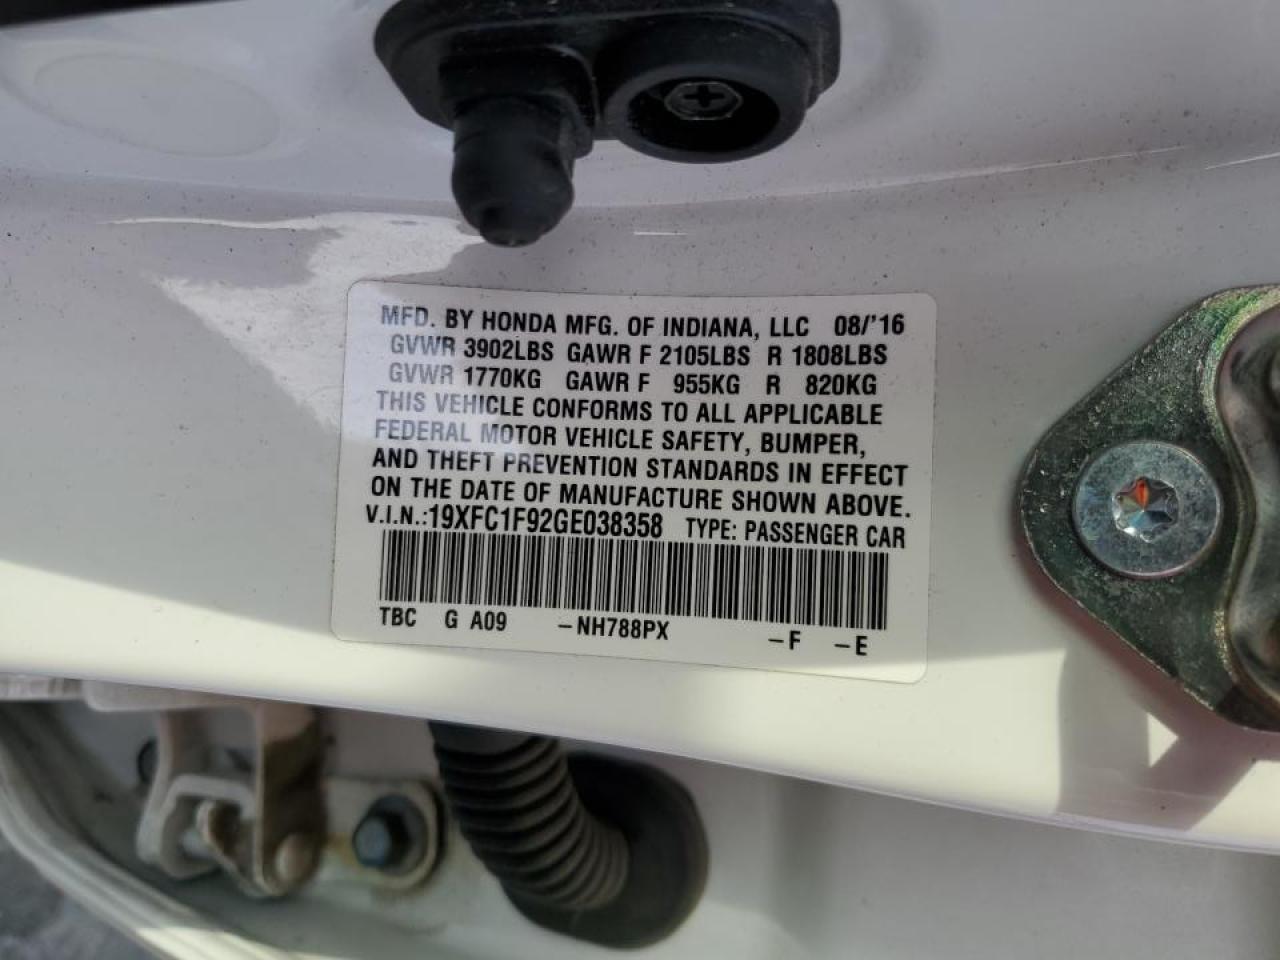 MFD. BY HONDA MFG. OF INDIANA, LLC 08/'16
GVWR 3902LBS GAWR F 2105LBS R 1808LBS
GVWR 1770KG GAWR F 955KG R 820KG
THIS VEHICLE CONFORMS TO ALL APPLICABLE
FEDERAL MOTOR VEHICLE SAFETY, BUMPER,
AND THEFT PREVENTION STANDARDS IN EFFECT
ON THE DATE OF MANUFACTURE SHOWN ABOVE.
V.I.N.:19XFC1F92GE038358 TYPE: PASSENGER CAR
TBC G A09 –NH788PX –F –E